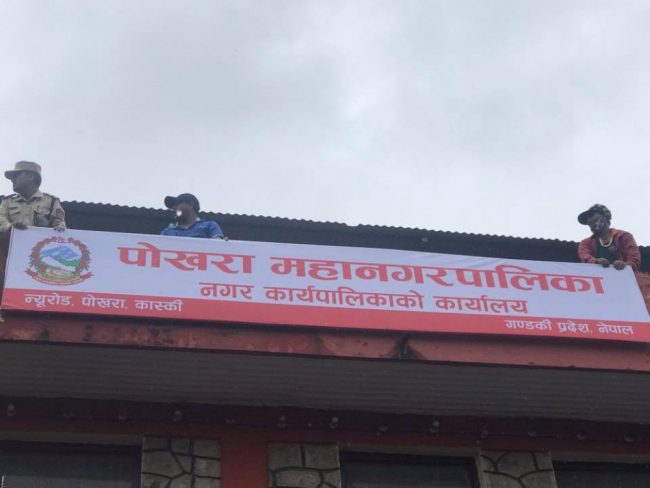 पोखरा महानगरपालिका
नगर कार्यपालिकाको कार्यालय
न्यूरोड, पोखरा, कास्की
गण्डकी प्रदेश, नेपाल